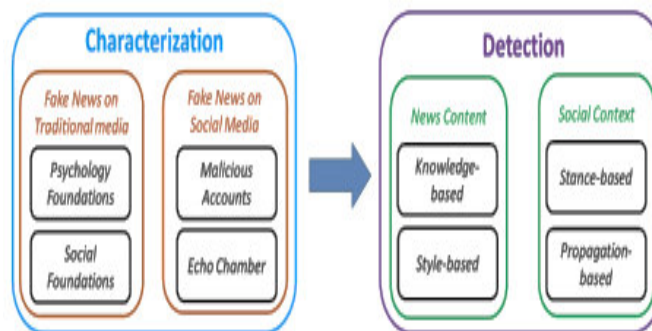 Characterization
Fake News on
Traditional media
Psychology
Foundations
Social
Foundations
Fake News on
Social Media
Malicious
Accounts
Echo Chamber
Detection
News Content
Knowledge-
based
Style-based
Social Context
Stance-based
Propagation-
based